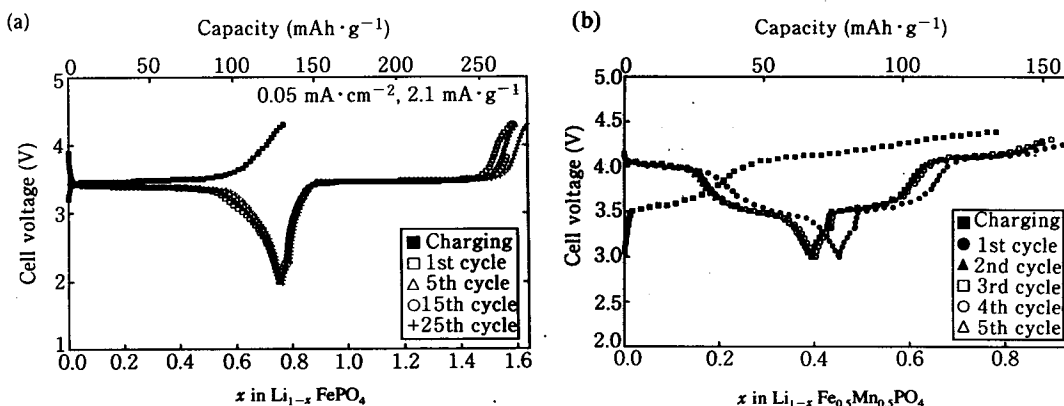 (a)
Capacity (mAh·g⁻¹)
0 50 100 150 200 250
0.05 mA·cm⁻², 2.1 mA·g⁻¹
5
4
3
2
1
Cell voltage (V)
■ Charging
□ 1st cycle
△ 5th cycle
○ 15th cycle
+25th cycle
0.0 0.2 0.4 0.6 0.8 1.0 1.2 1.4 1.6
x in Li₁₋ₓ FePO₄
(b)
Capacity (mAh·g⁻¹)
0 50 100 150
5.0
4.5
4.0
3.5
3.0
2.5
2.0
Cell voltage (V)
■ Charging
● 1st cycle
▲ 2nd cycle
□ 3rd cycle
○ 4th cycle
△ 5th cycle
0.0 0.2 0.4 0.6 0.8
x in Li₁₋ₓ Fe₀.₅Mn₀.₅PO₄